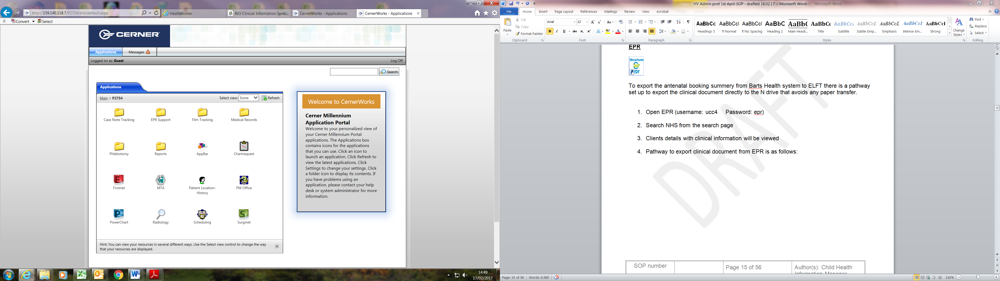 http://159.140.118.7/P2754/site/default.aspx
HealthRoster
RiO Clinical Information Syste...
CernerWorks - Applications
CernerWorks - Applications
Convert
Select
CERNER
Applications
Messages
Logged on as: Guest
Log Off
Search
Applications
Main > P2754
Select view: Icons
Refresh
Case Note Tracking
EPR Support
Film Tracking
Medical Records
Phlebotomy
Reports
AppBar
Chartrequest
Firstnet
MTA
Patient Location-
History
PM Office
PowerChart
Radiology
Scheduling
Surginet
Hint: You can view your resources in several different ways. Use the Select view control to change the way
that your resources are displayed.
Welcome to CernerWorks
Cerner Millennium
Application Portal
Welcome to your personalized view of
your Cerner Millennium Portal
applications. The Applications box
contains icons for the applications
that you can use. Click an icon to
launch an application. Click Refresh to
view the latest applications. Click
Settings to change your settings. Click
a folder icon to display its contents. If
you have problems using an
application, please contact your help
desk or system administrator for more
information.
14:49
17/02/2017
HV Admin post 1st April SOP - drafted 16.02.17 - Microsoft Word
File
Home
Insert
Page Layout
References
Mailings
Review
View
Acrobat
Paste
Cut
Copy
Format Painter
Clipboard
Arial
12
Font
Paragraph
AaBbCc
AaBbCcI
AaBbCcI
AaBbC
AaBb(
AaBbCc
AaBbCcI
AaBbCcL
AaBbCcL
AaBbCcI
AaBbCcI
Headings 3
¶ Normal
¶ No Spacing
Heading 2
Main Headi...
Title
Subtitle
Subtle Emp...
Emphasis
Intense Em...
Strong
Styles
Change
Styles
Find
Replace
Select
Editing
EPR
Newham
epr
To export the antenatal booking summery from Barts Health system to ELFT there is a pathway
set up to export the clinical document directly to the N drive that avoids any paper transfer.
1. Open EPR (username: ucc4 Password: epr)
2. Search NHS from the search page
3. Clients details with clinical information will be viewed
4. Pathway to export clinical document from EPR is as follows:
DRAFT
SOP number
Page 15 of 56
Author(s): Child Health
Information Manager
Page: 15 of 56
Words: 6,560
110%